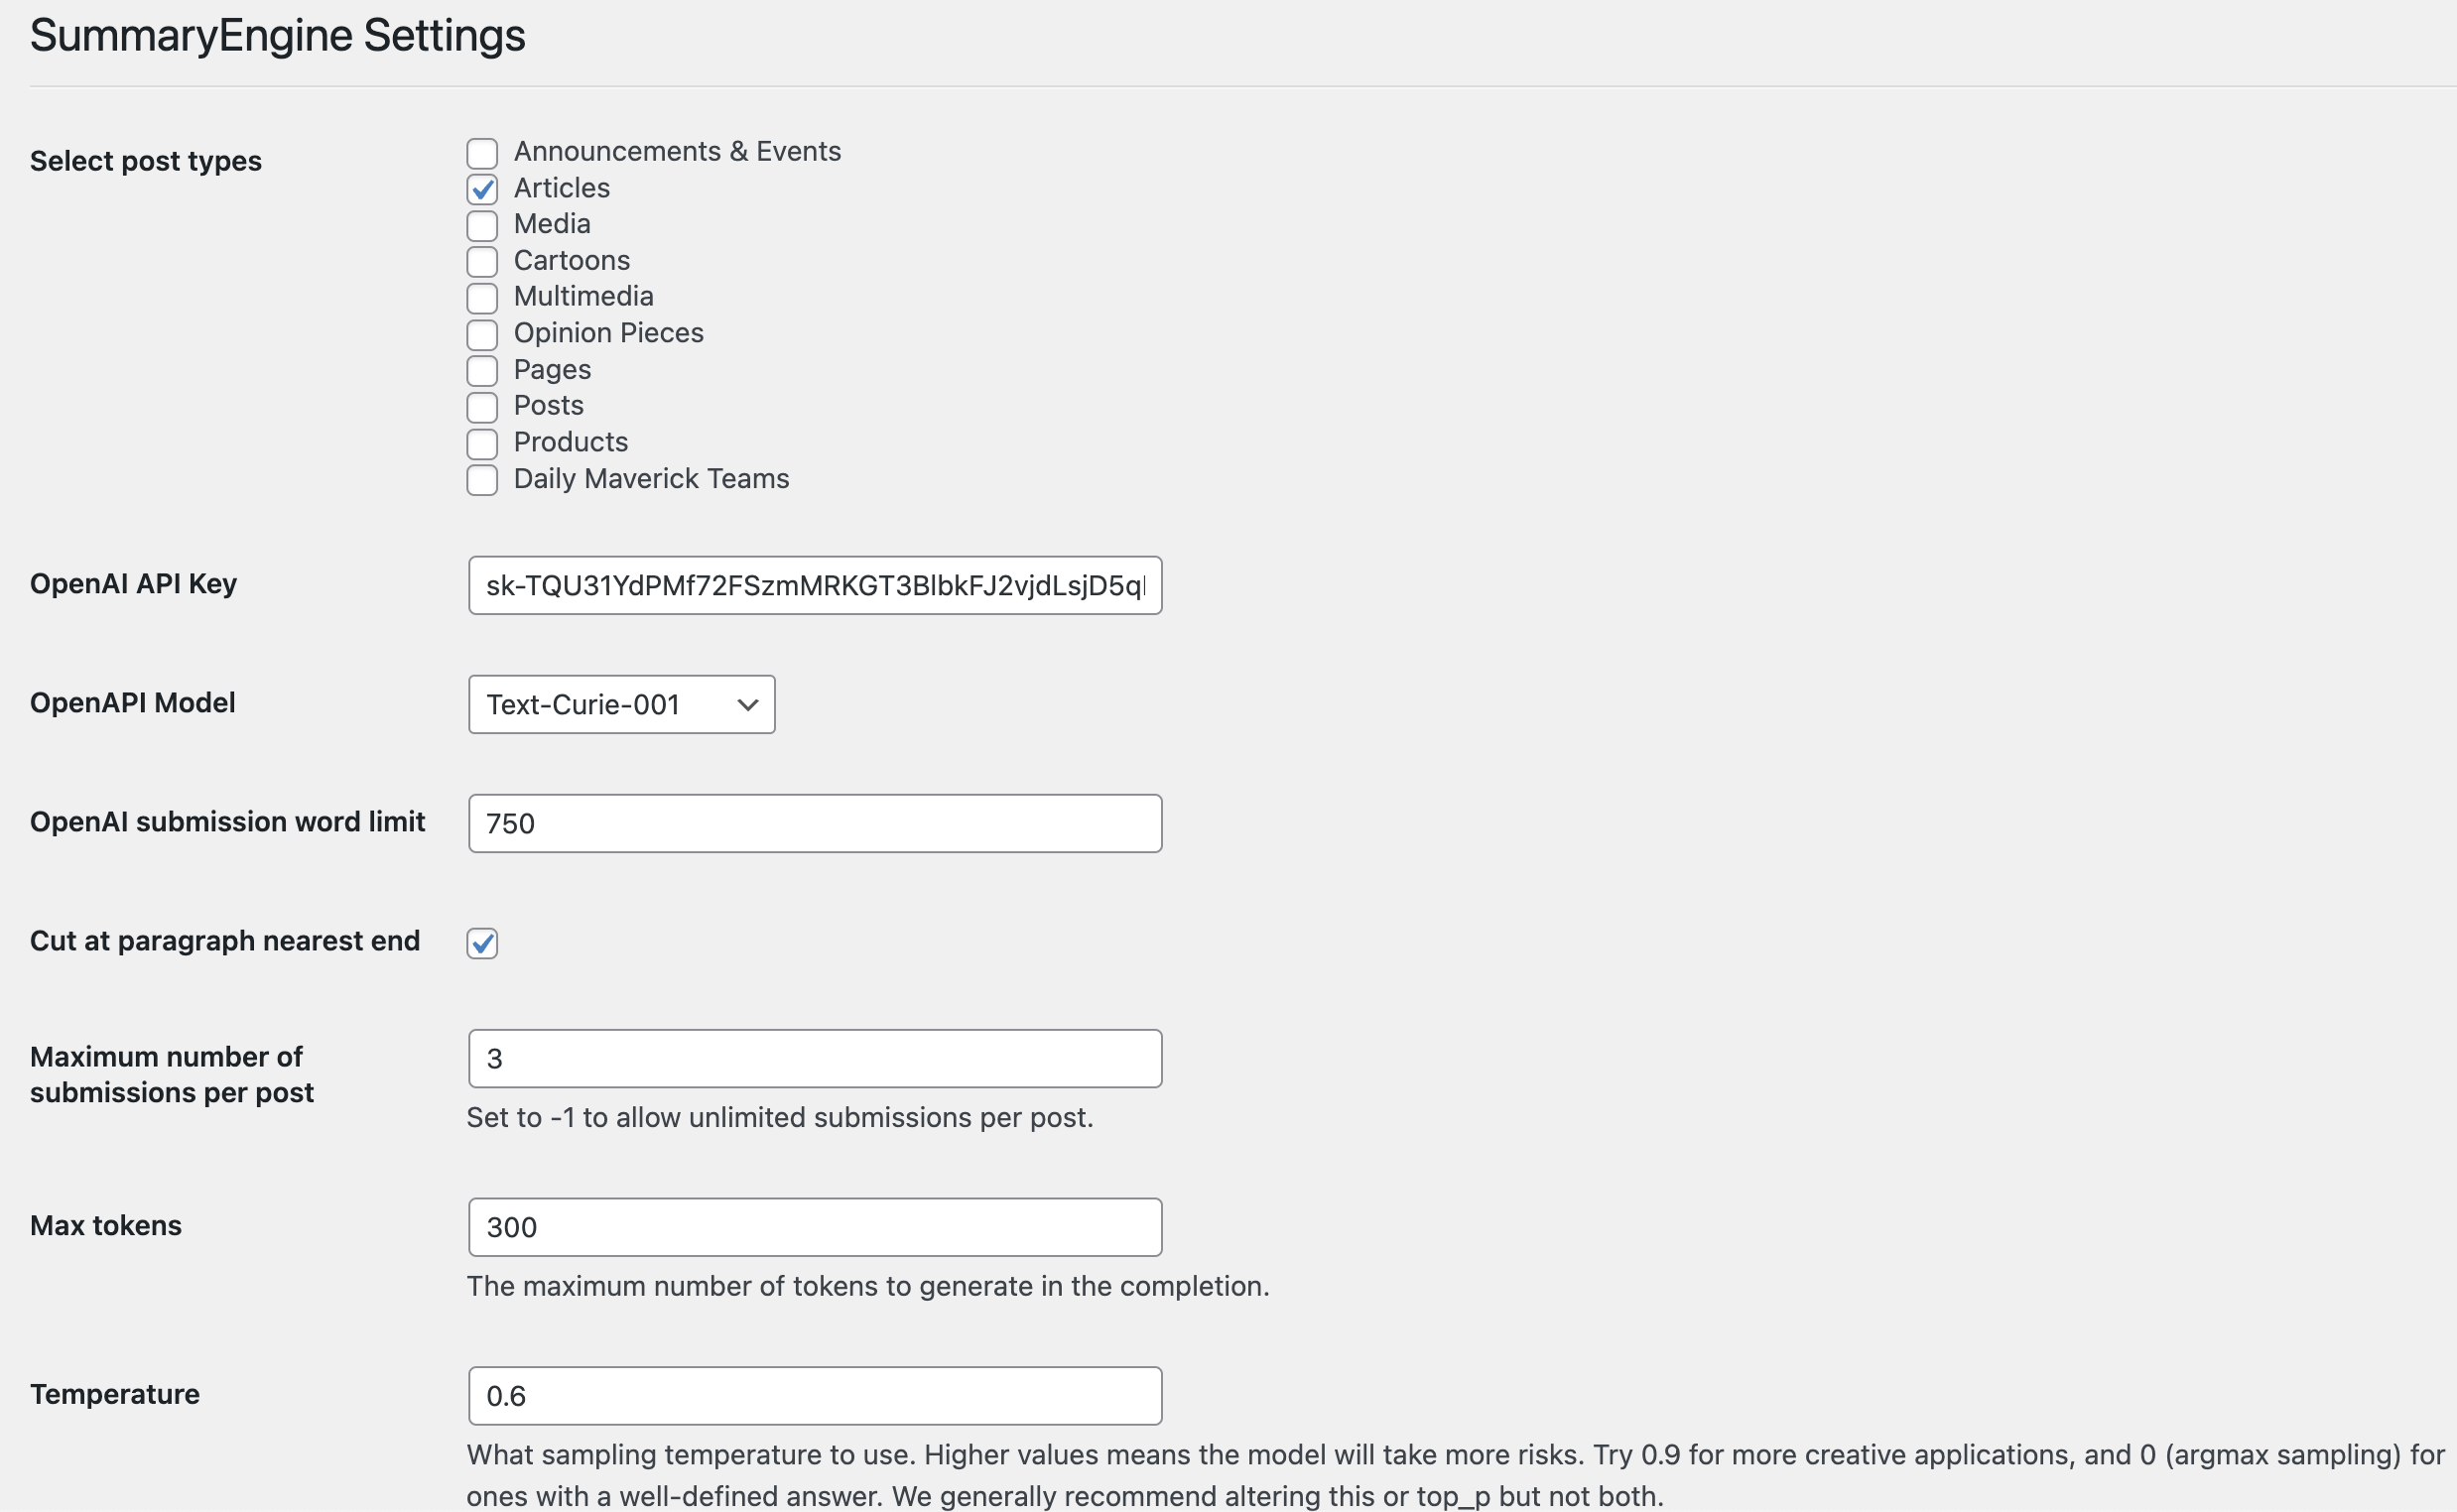 SummaryEngine Settings
Select post types
Announcements & Events
Articles
Media
Cartoons
Multimedia
Opinion Pieces
Pages
Posts
Products
Daily Maverick Teams
OpenAI API Key
sk-TQU31YdPMf72FSzmMRKGT3BlbkFJ2vjdLsjD5q
OpenAPI Model
Text-Curie-001
OpenAI submission word limit
750
Cut at paragraph nearest end
Maximum number of
submissions per post
3
Set to -1 to allow unlimited submissions per post.
Max tokens
300
The maximum number of tokens to generate in the completion.
Temperature
0.6
What sampling temperature to use. Higher values means the model will take more risks. Try 0.9 for more creative applications, and 0 (argmax sampling) for
ones with a well-defined answer. We generally recommend altering this or top_p but not both.